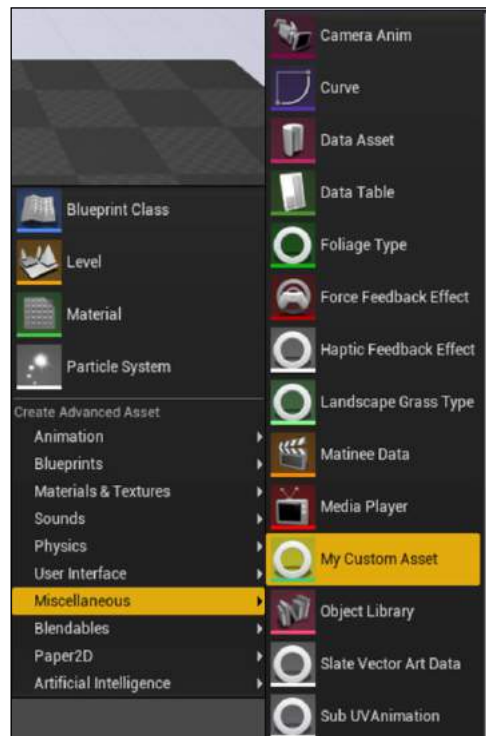 Blueprint Class
Level
Material
Particle System
Create Advanced Asset
Animation
Blueprints
Materials & Textures
Sounds
Physics
User Interface
Miscellaneous
Blendables
Paper2D
Artificial Intelligence
Camera Anim
Curve
Data Asset
Data Table
Foliage Type
Force Feedback Effect
Haptic Feedback Effect
Landscape Grass Type
Matinee Data
Media Player
My Custom Asset
Object Library
Slate Vector Art Data
Sub UVAnimation